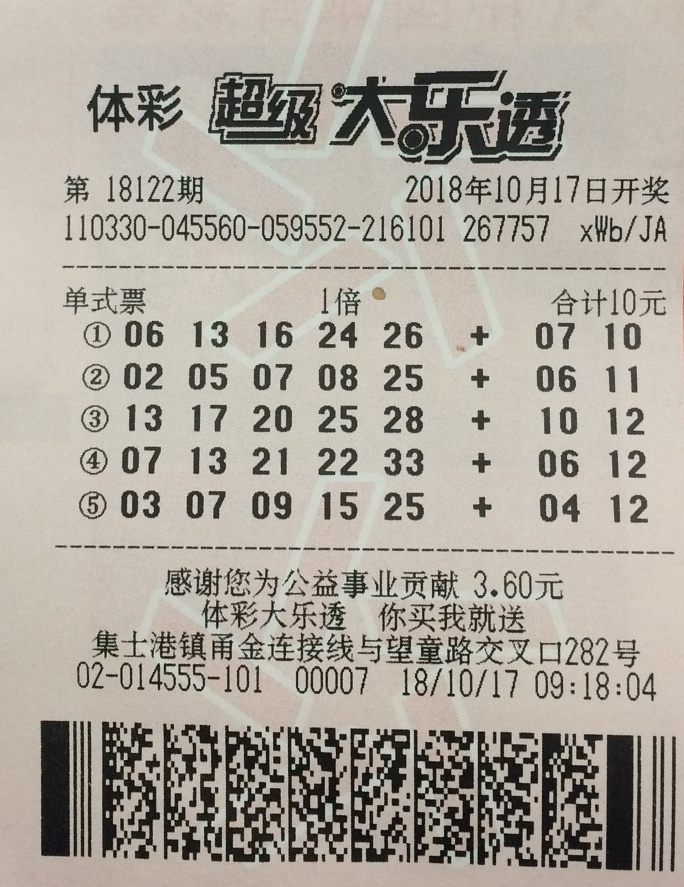 体彩 超级大乐透
第 18122期 2018年10月17日开奖
110330-045560-059552-216101 267757 xWb/JA
单式票 1倍 合计10元
① 06 13 16 24 26 + 07 10
② 02 05 07 08 25 + 06 11
③ 13 17 20 25 28 + 10 12
④ 07 13 21 22 33 + 06 12
⑤ 03 07 09 15 25 + 04 12
感谢您为公益事业贡献 3.60元
体彩大乐透 你买我就送
集士港镇甬金连接线与望童路交叉口282号
02-014555-101 00007 18/10/17 09:18:04